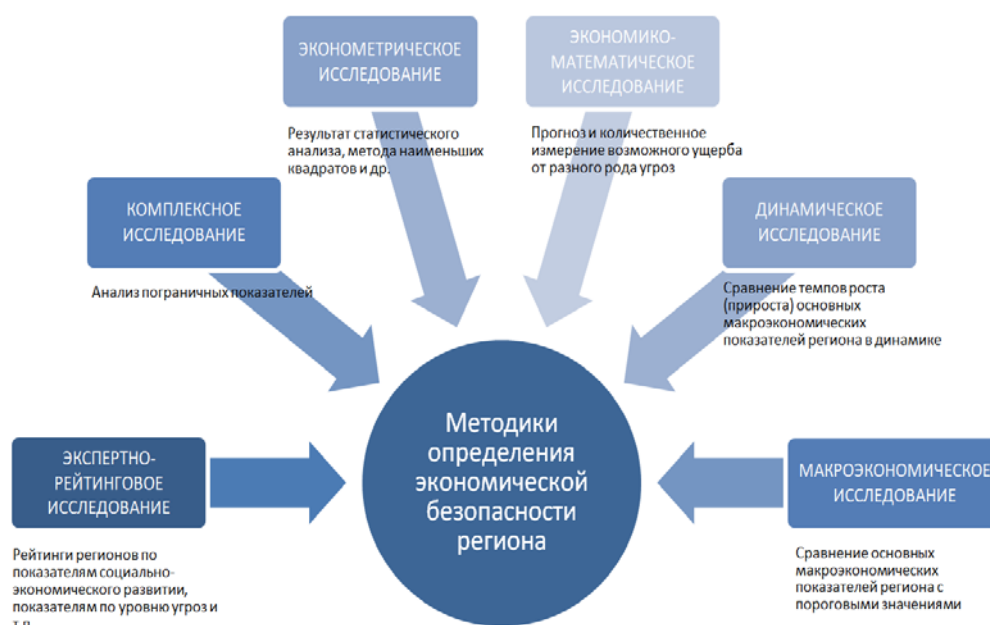 ЭКОНОМЕТРИЧЕСКОЕ
ИССЛЕДОВАНИЕ
Результат статистического
анализа, метода наименьших
квадратов и др.
ЭКОНОМИКО-
МАТЕМАТИЧЕСКОЕ
ИССЛЕДОВАНИЕ
Прогноз и количественное
измерение возможного ущерба
от разного рода угроз
КОМПЛЕКСНОЕ
ИССЛЕДОВАНИЕ
Анализ пограничных показателей
ДИНАМИЧЕСКОЕ
ИССЛЕДОВАНИЕ
Сравнение темпов роста
(прироста) основных
макроэкономических
показателей региона в динамике
Методики
определения
экономической
безопасности
региона
ЭКСПЕРТНО-
РЕЙТИНГОВОЕ
ИССЛЕДОВАНИЕ
Рейтинги регионов по
показателям социально-
экономического развитии,
показателям по уровню угроз и
т.п.
МАКРОЭКОНОМИЧЕСКОЕ
ИССЛЕДОВАНИЕ
Сравнение основных
макроэкономических
показателей региона с
пороговыми значениями